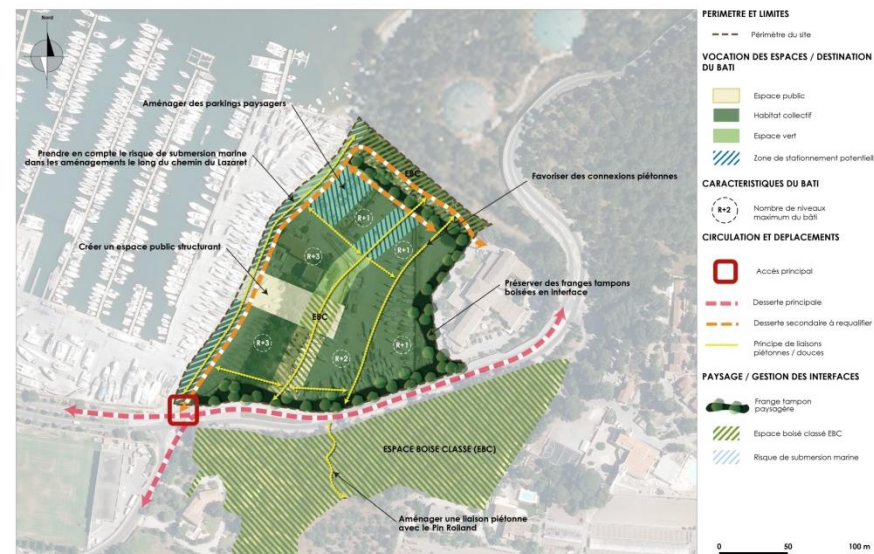 Nord
Aménager des parkings paysagers
Prendre en compte le risque de submersion marine
dans les aménagements le long du chemin du Lazaret
EBC
Favoriser des connexions piétonnes
R+1
R+3
R+1
Créer un espace public structurant
Préserver des franges tampons
boisées en interface
EBC
R+3
R+2
R+1
ESPACE BOISE CLASSE (EBC)
Aménager une liaison piétonne
avec le Pin Rolland
PERIMETRE ET LIMITES
Périmètre du site
VOCATION DES ESPACES / DESTINATION
DU BATI
Espace public
Habitat collectif
Espace vert
Zone de stationnement potentiell
CARACTERISTIQUES DU BATI
R+2
Nombre de niveaux
maximum du bâti
CIRCULATION ET DEPLACEMENTS
Accès principal
Desserte principale
Desserte secondaire à requalifier
Principe de liaisons
piétonnes / douces
PAYSAGE / GESTION DES INTERFACES
Frange tampon
paysagère
Espace boisé classé EBC
Risque de submersion marine
0 50 100 m